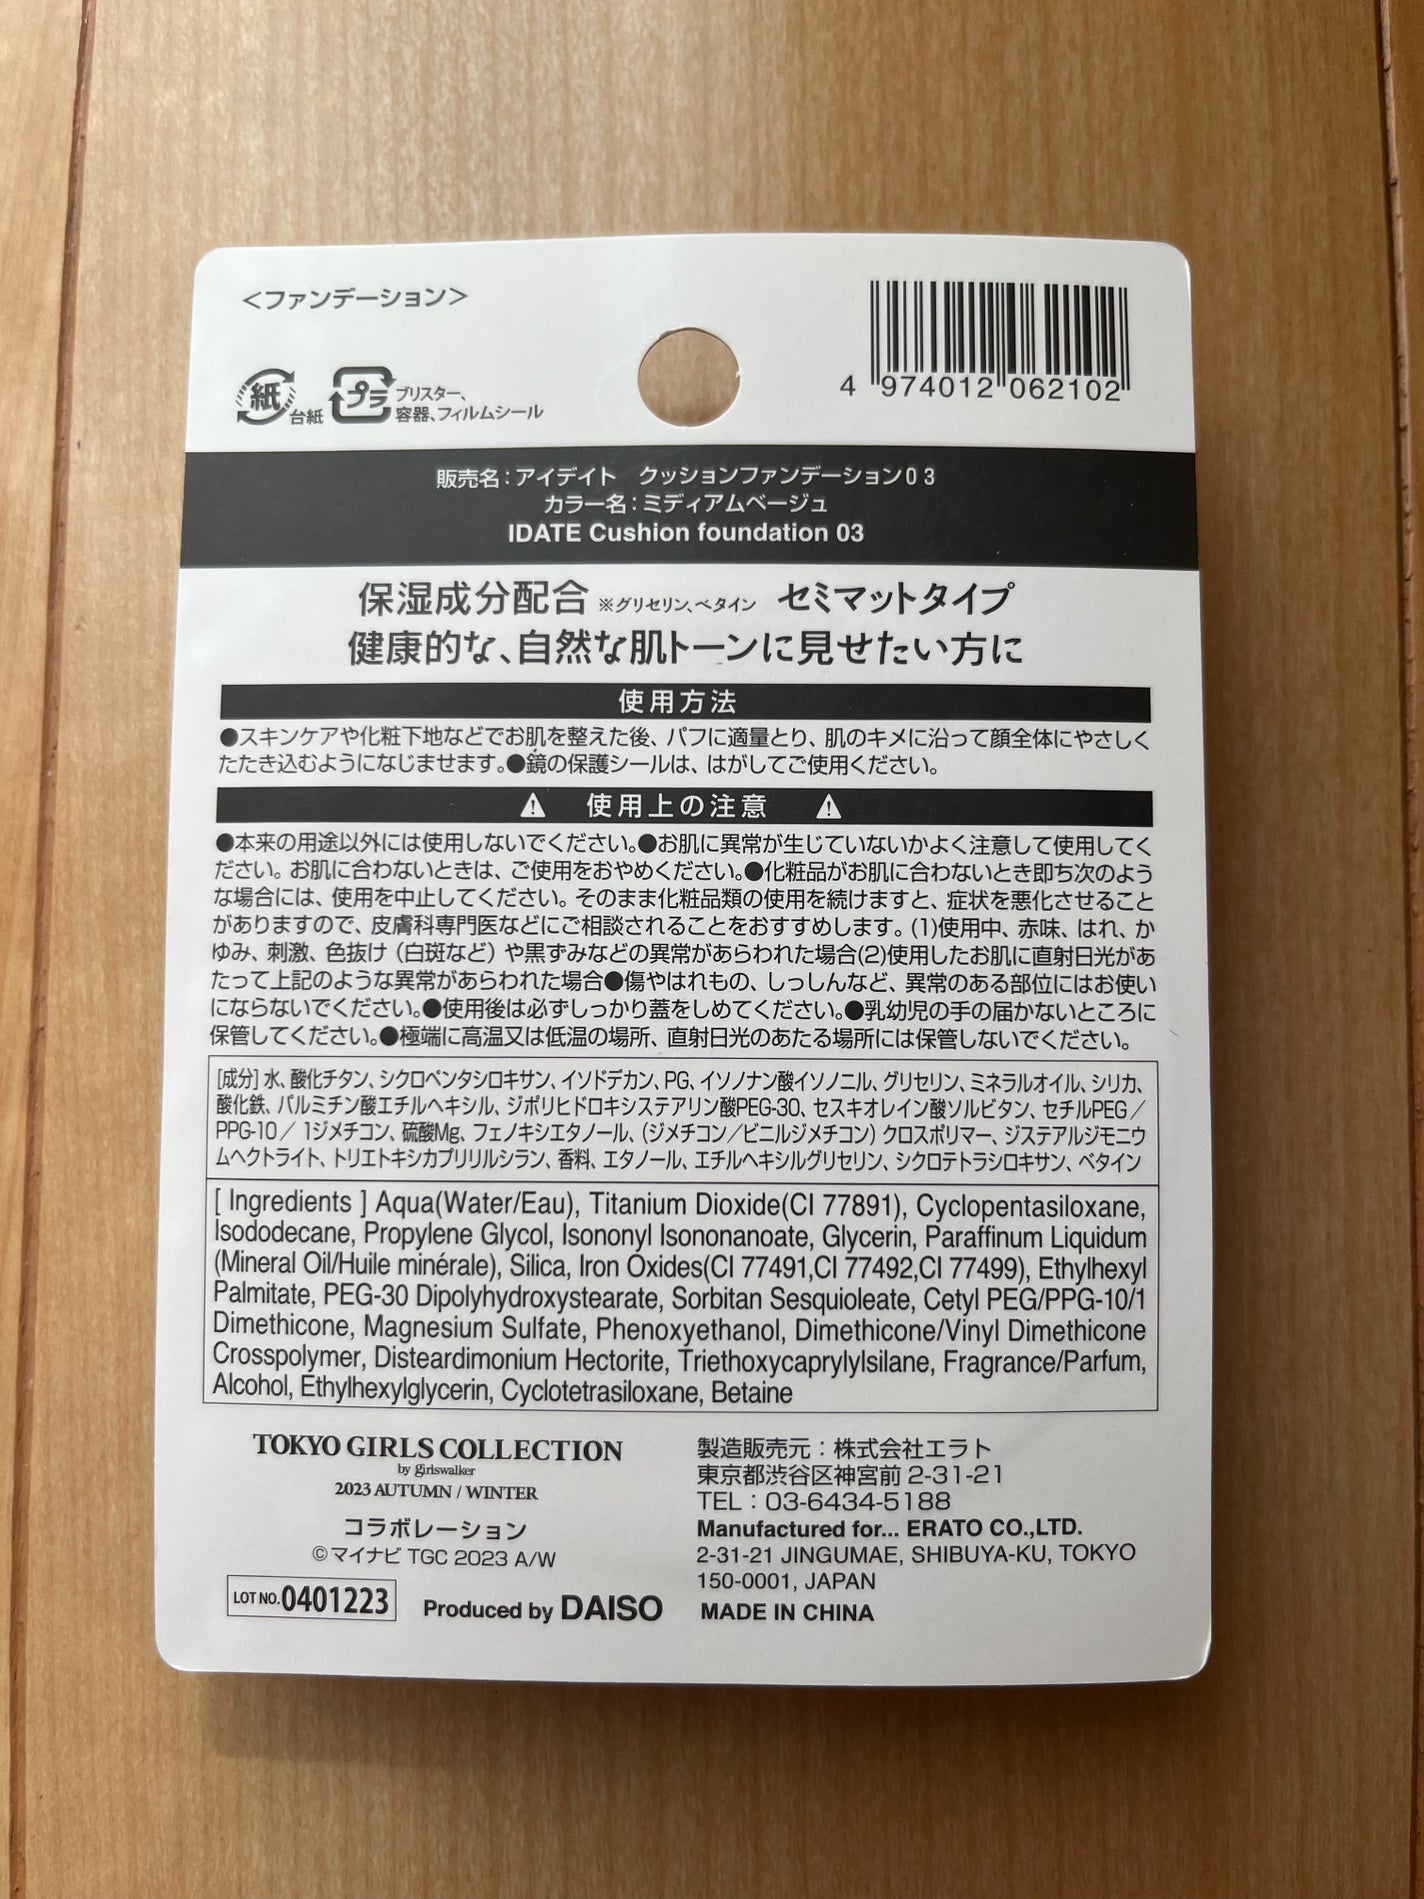 <ファンデーション>
紙 台紙
プラ ブリスター、
容器、フィルムシール
4 974012 062102
販売名：アイデイト　クッションファンデーション03
カラー名：ミディアムベージュ
IDATE Cushion foundation 03
保湿成分配合 ※グリセリン、ベタイン セミマットタイプ
健康的な、自然な肌トーンに見せたい方に
使用方法
●スキンケアや化粧下地などでお肌を整えた後、パフに適量とり、肌のキメに沿って顔全体にやさしく
たたき込むようになじませます。●鏡の保護シールは、はがしてご使用ください。
使用上の注意
●本来の用途以外には使用しないでください。●お肌に異常が生じていないかよく注意して使用してく
ださい。お肌に合わないときは、ご使用をおやめください。●化粧品がお肌に合わないとき即ち次のよう
な場合には、使用を中止してください。そのまま化粧品類の使用を続けますと、症状を悪化させること
がありますので、皮膚科専門医などにご相談されることをおすすめします。(1)使用中、赤味、はれ、か
ゆみ、刺激、色抜け（白斑など）や黒ずみなどの異常があらわれた場合(2)使用したお肌に直射日光があ
たって上記のような異常があらわれた場合●傷やはれもの、しっしんなど、異常のある部位にはお使い
にならないでください。●使用後は必ずしっかり蓋をしめてください。●乳幼児の手の届かないところに
保管してください。●極端に高温又は低温の場所、直射日光のあたる場所には保管しないでください。
[成分] 水、酸化チタン、シクロペンタシロキサン、イソドデカン、PG、イソノナン酸イソノニル、グリセリン、ミネラルオイル、シリカ、
酸化鉄、パルミチン酸エチルヘキシル、ジポリヒドロキシステアリン酸PEG-30、セスキオレイン酸ソルビタン、セチルPEG／
PPG-10／1ジメチコン、硫酸Mg、フェノキシエタノール、（ジメチコン／ビニルジメチコン）クロスポリマー、ジステアルジモニウ
ムヘクトライト、トリエトキシカプリリルシラン、香料、エタノール、エチルヘキシルグリセリン、シクロテトラシロキサン、ベタイン
[ Ingredients ] Aqua(Water/Eau), Titanium Dioxide(CI 77891), Cyclopentasiloxane,
Isododecane, Propylene Glycol, Isononyl Isononanoate, Glycerin, Paraffinum Liquidum
(Mineral Oil/Huile minérale), Silica, Iron Oxides(CI 77491,CI 77492,CI 77499), Ethylhexyl
Palmitate, PEG-30 Dipolyhydroxystearate, Sorbitan Sesquioleate, Cetyl PEG/PPG-10/1
Dimethicone, Magnesium Sulfate, Phenoxyethanol, Dimethicone/Vinyl Dimethicone
Crosspolymer, Disteardimonium Hectorite, Triethoxycaprylylsilane, Fragrance/Parfum,
Alcohol, Ethylhexylglycerin, Cyclotetrasiloxane, Betaine
TOKYO GIRLS COLLECTION
by girlswalker
2023 AUTUMN / WINTER
コラボレーション
©マイナビ TGC 2023 A/W
LOT NO. 0401223
Produced by DAISO
製造販売元：株式会社エラト
東京都渋谷区神宮前 2-31-21
TEL：03-6434-5188
Manufactured for... ERATO CO.,LTD.
2-31-21 JINGUMAE, SHIBUYA-KU, TOKYO
150-0001, JAPAN
MADE IN CHINA